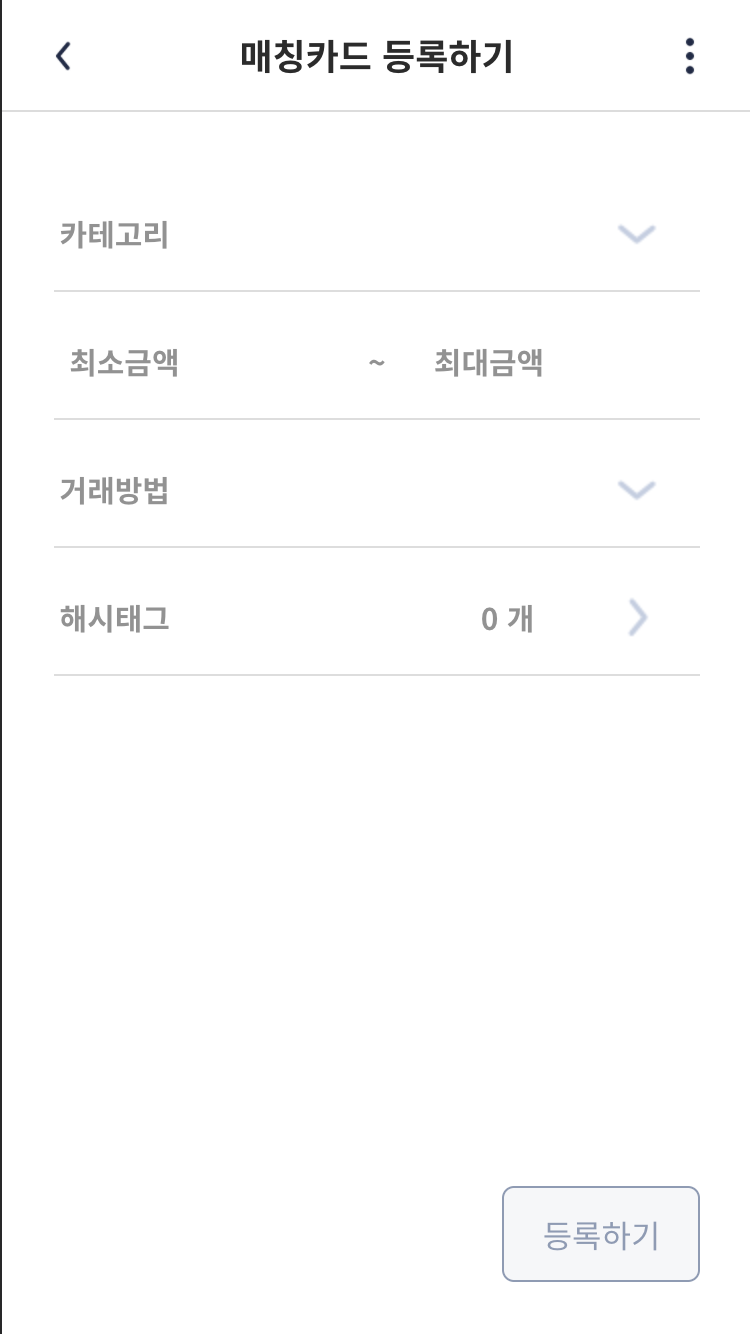 매칭카드 등록하기
카테고리
최소금액 ~ 최대금액
거래방법
해시태그 0 개
등록하기